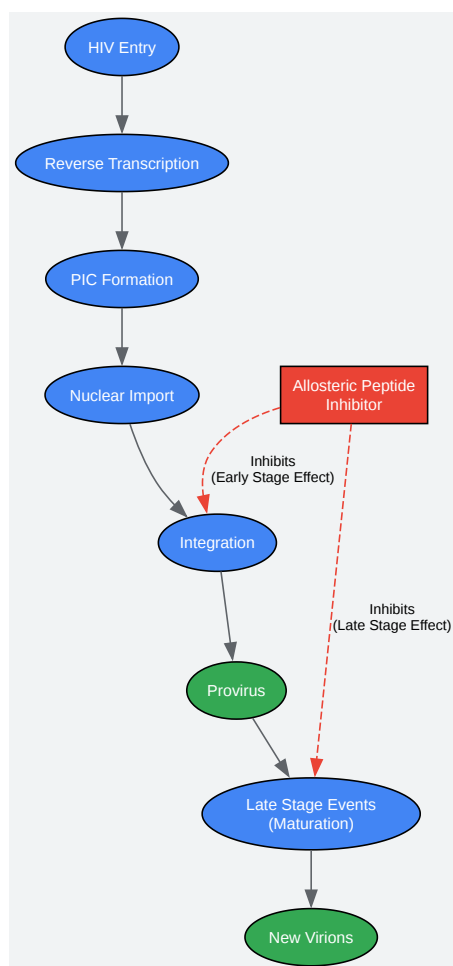 HIV Entry
Reverse Transcription
PIC Formation
Nuclear Import
Allosteric Peptide
Inhibitor
Inhibits
(Early Stage Effect)
Integration
Inhibits
(Late Stage Effect)
Provirus
Late Stage Events
(Maturation)
New Virions